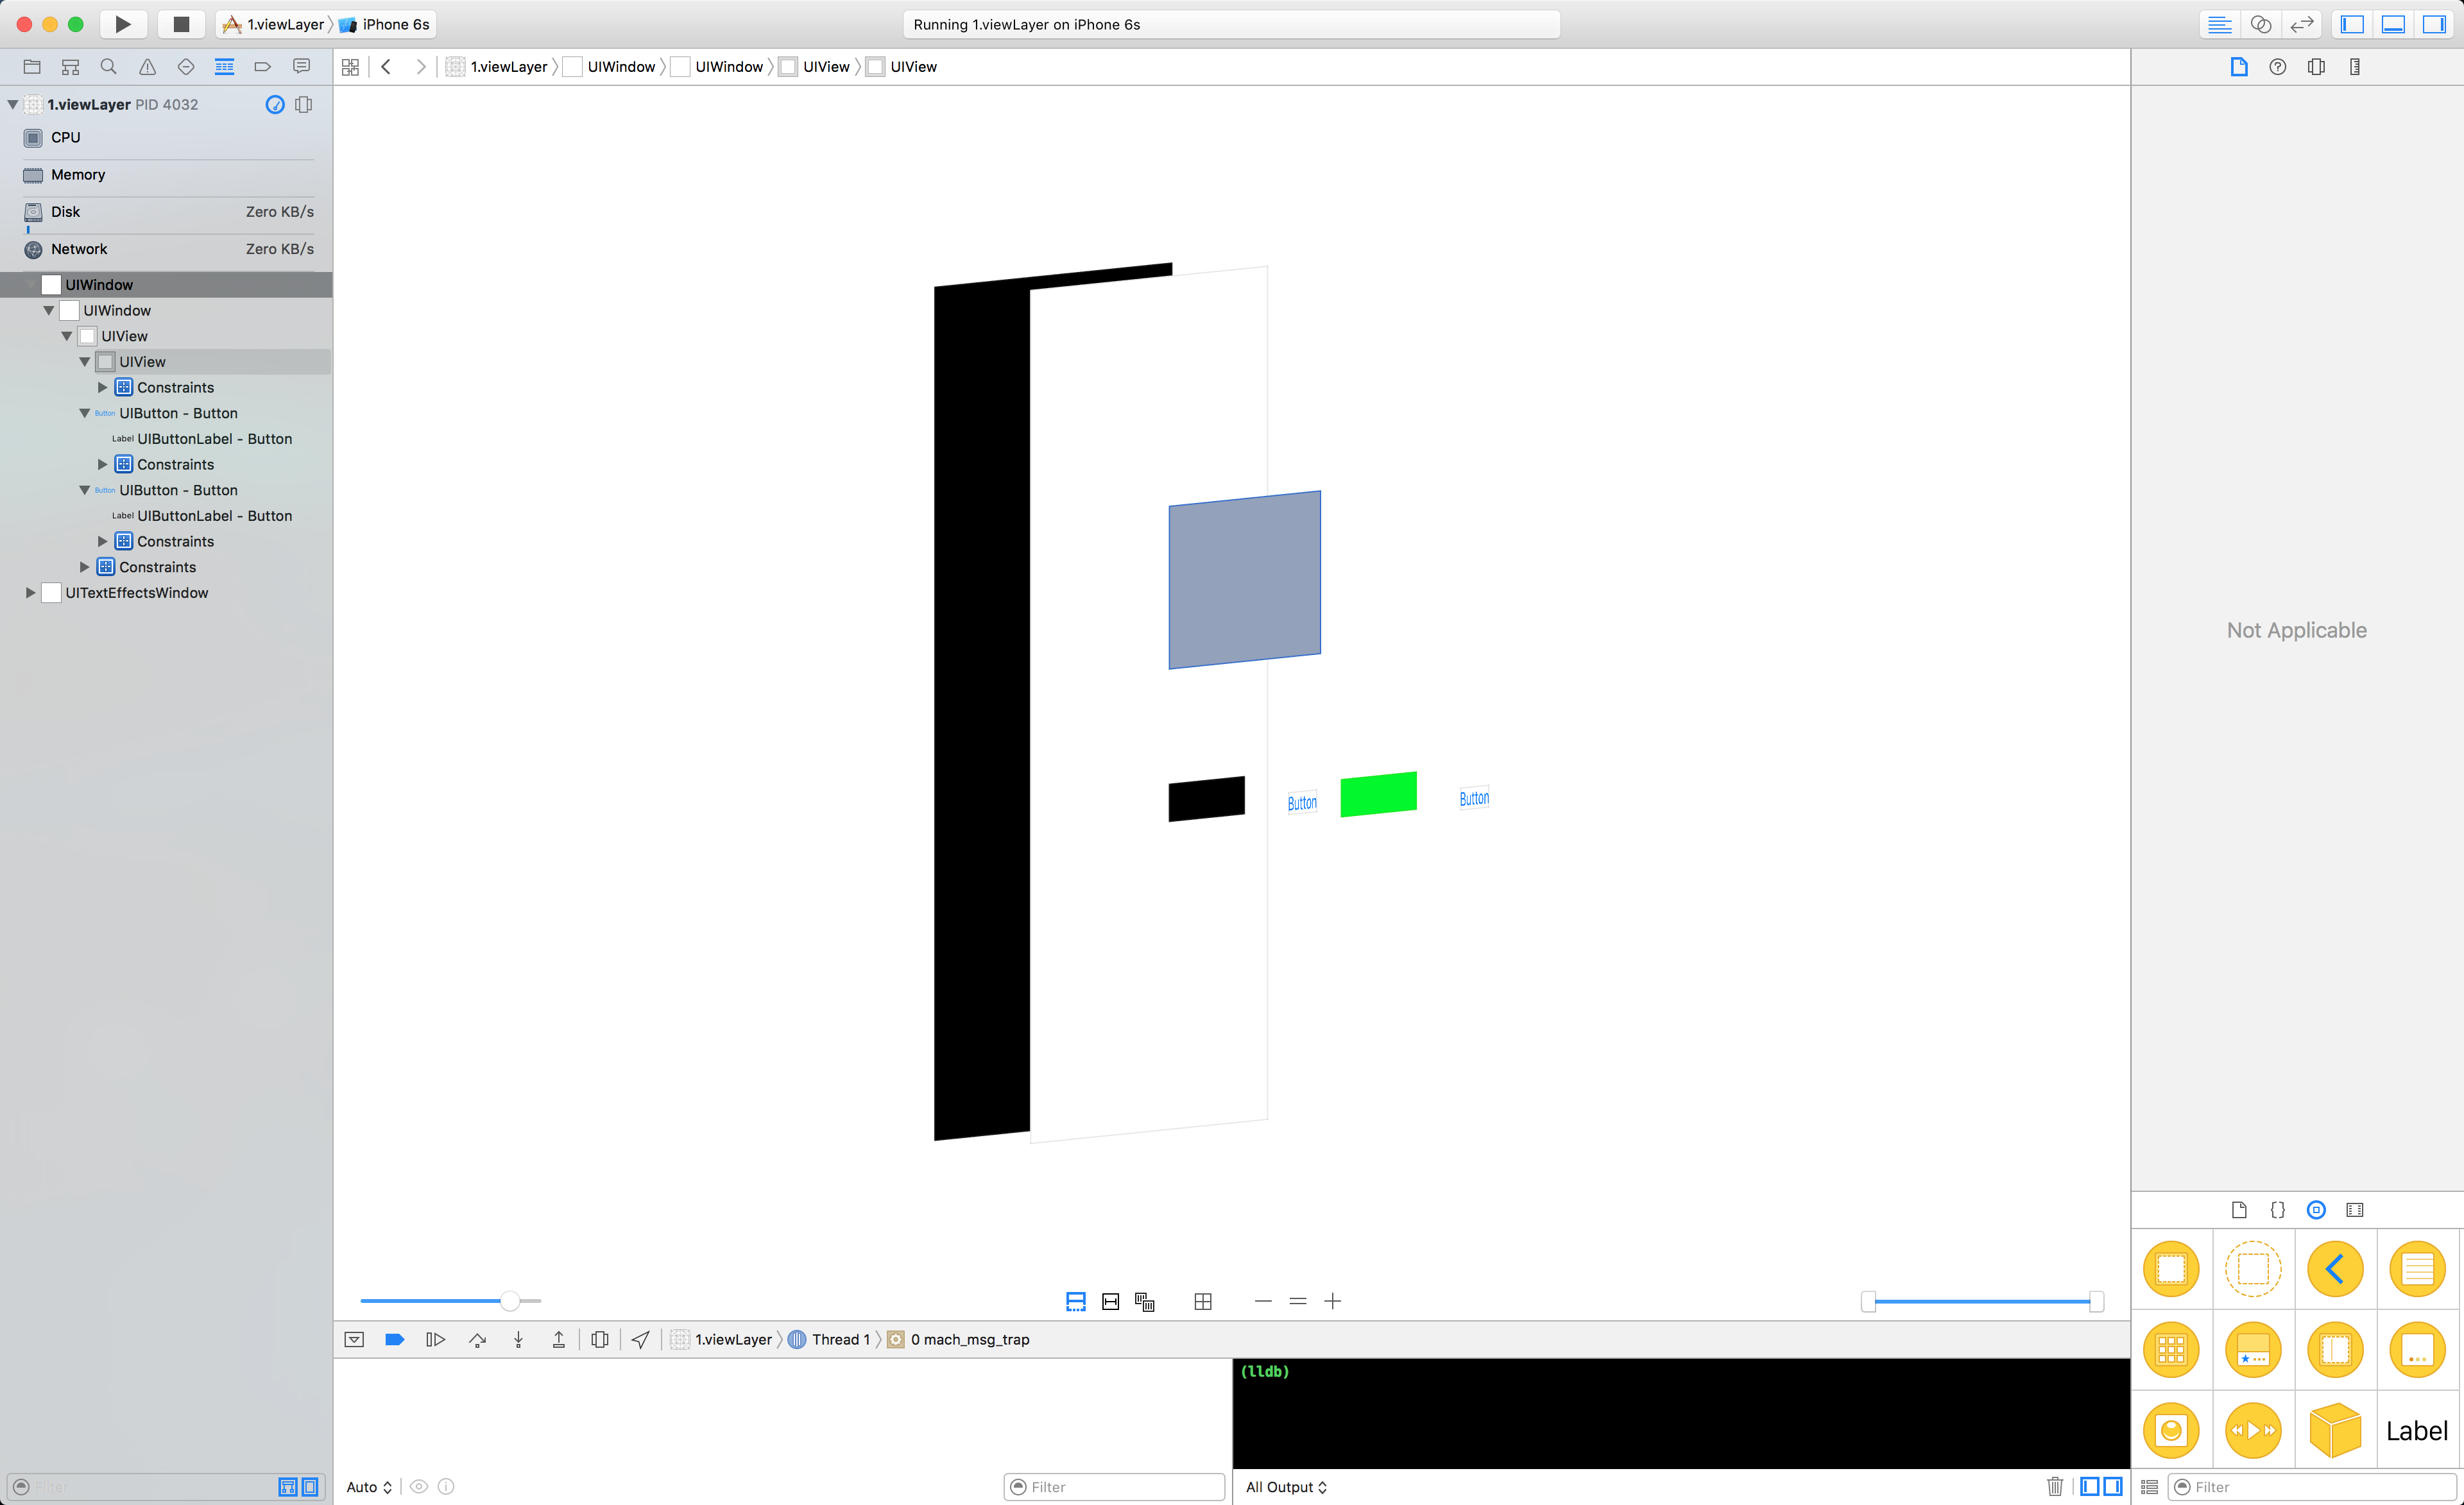 1.viewLayer iPhone 6s
Running 1.viewLayer on iPhone 6s
1.viewLayer UIWindow UIWindow UIView UIView
1.viewLayer PID 4032
CPU
Memory
Disk Zero KB/s
Network Zero KB/s
UIWindow
UIWindow
UIView
UIView
Constraints
Button UIButton - Button
Label UIButtonLabel - Button
Constraints
Button UIButton - Button
Label UIButtonLabel - Button
Constraints
Constraints
UITextEffectsWindow
Filter
Button
Button
1.viewLayer Thread 1 0 mach_msg_trap
Auto
Filter
(lldb)
All Output
Not Applicable
Label
Filter